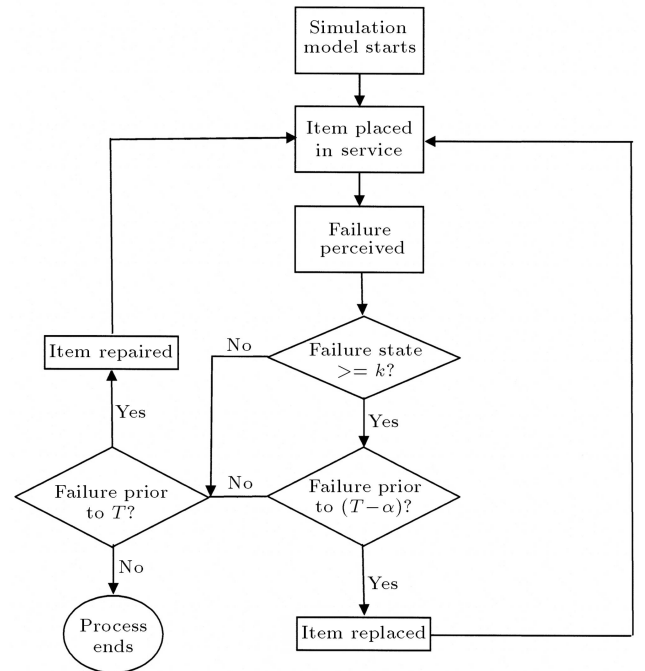 Simulation
model starts
Item placed
in service
Failure
perceived
Failure state
>= k?
No
Yes
Item repaired
Yes
Failure prior
to T?
No
Failure prior
to (T−α)?
No
Yes
Process
ends
Item replaced